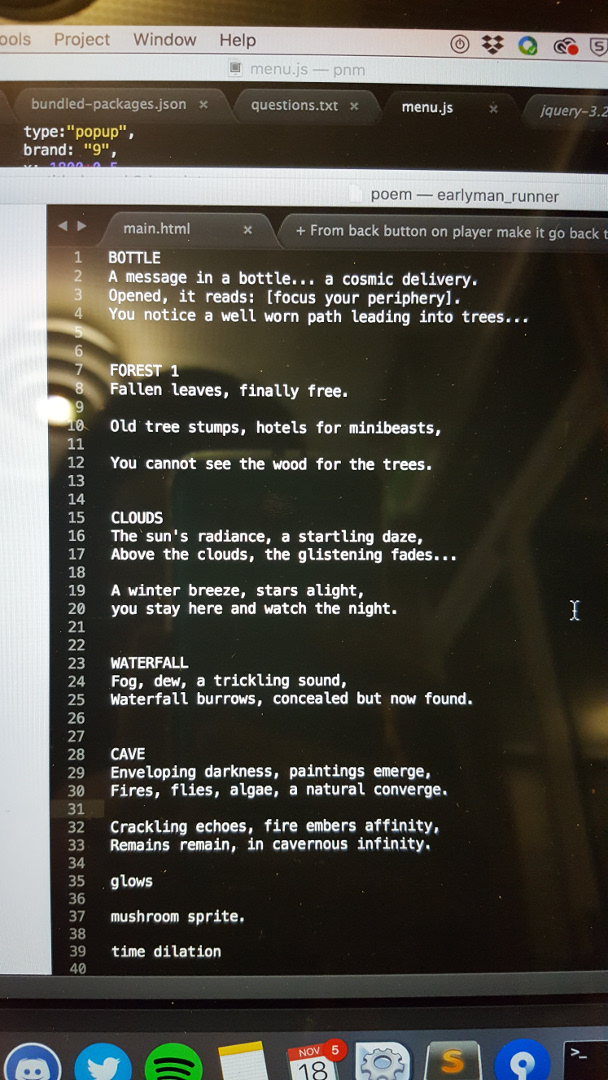 ools Project Window Help
menu.js — pnm
bundled-packages.json × questions.txt × menu.js × jquery-3.2
type:"popup",
brand: "9",
poem — earlyman_runner
main.html × + From back button on player make it go back t
1 BOTTLE
2 A message in a bottle... a cosmic delivery.
3 Opened, it reads: [focus your periphery].
4 You notice a well worn path leading into trees...
5
6
7 FOREST 1
8 Fallen leaves, finally free.
9
10 Old tree stumps, hotels for minibeasts,
11
12 You cannot see the wood for the trees.
13
14
15 CLOUDS
16 The sun's radiance, a startling daze,
17 Above the clouds, the glistening fades...
18
19 A winter breeze, stars alight,
20 you stay here and watch the night.
21
22
23 WATERFALL
24 Fog, dew, a trickling sound,
25 Waterfall burrows, concealed but now found.
26
27
28 CAVE
29 Enveloping darkness, paintings emerge,
30 Fires, flies, algae, a natural converge.
31
32 Crackling echoes, fire embers affinity,
33 Remains remain, in cavernous infinity.
34
35 glows
36
37 mushroom sprite.
38
39 time dilation
40
NOV 5
18